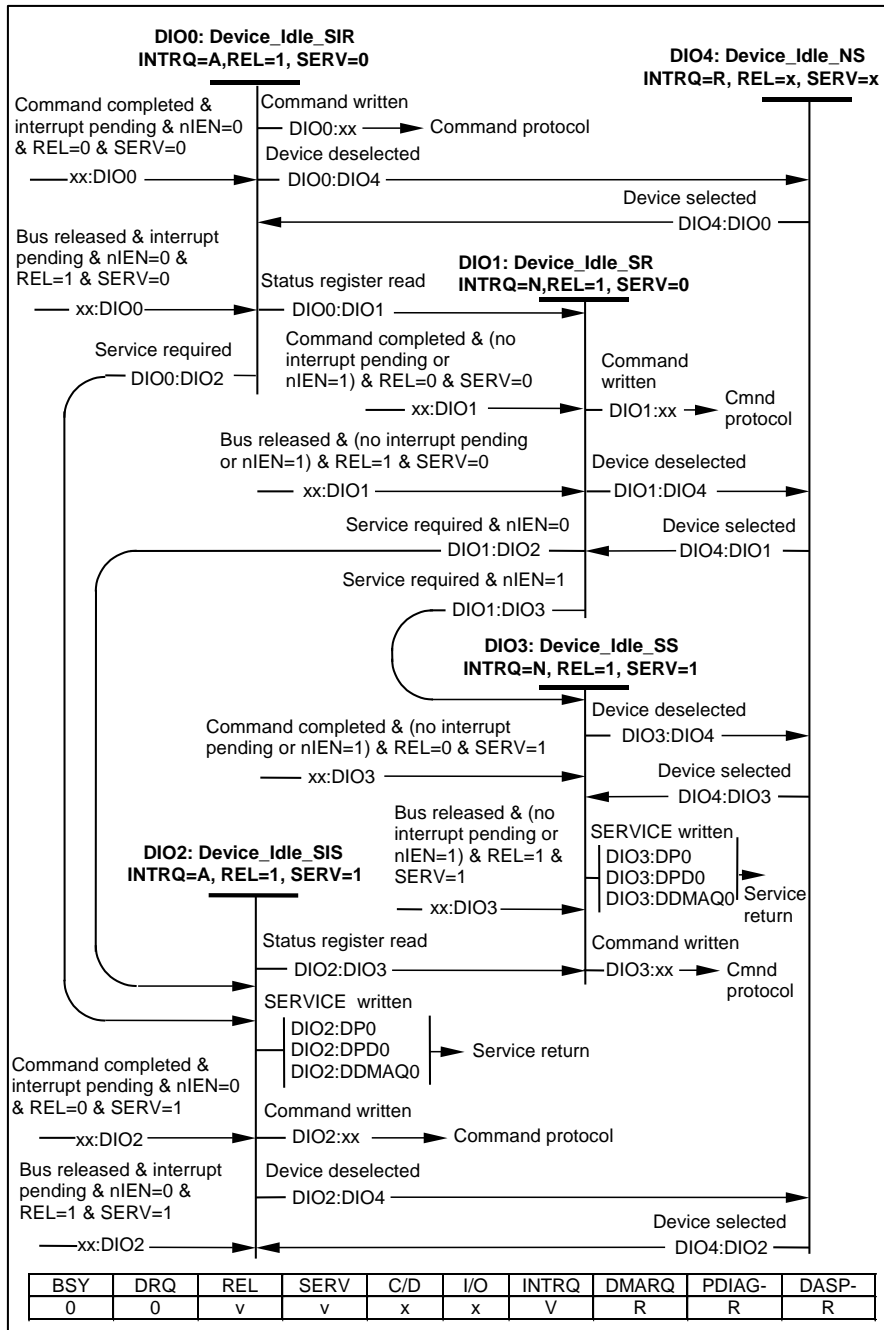 DIO0: Device_Idle_SIR
INTRQ=A,REL=1, SERV=0
DIO4: Device_Idle_NS
INTRQ=R, REL=x, SERV=x
Command completed &
interrupt pending & nIEN=0
& REL=0 & SERV=0
xx:DIO0
Command written
DIO0:xx
Command protocol
Device deselected
DIO0:DIO4
Device selected
DIO4:DIO0
Bus released & interrupt
pending & nIEN=0 &
REL=1 & SERV=0
xx:DIO0
DIO1: Device_Idle_SR
INTRQ=N,REL=1, SERV=0
Status register read
DIO0:DIO1
Service required
DIO0:DIO2
Command completed & (no
interrupt pending or
nIEN=1) & REL=0 & SERV=0
xx:DIO1
Command
written
DIO1:xx
Cmnd
protocol
Bus released & (no interrupt pending
or nIEN=1) & REL=1 & SERV=0
xx:DIO1
Device deselected
DIO1:DIO4
Service required & nIEN=0
DIO1:DIO2
Device selected
DIO4:DIO1
Service required & nIEN=1
DIO1:DIO3
DIO3: Device_Idle_SS
INTRQ=N, REL=1, SERV=1
Device deselected
DIO3:DIO4
Command completed & (no interrupt
pending or nIEN=1) & REL=0 & SERV=1
xx:DIO3
Device selected
DIO4:DIO3
Bus released & (no
interrupt pending or
nIEN=1) & REL=1 &
SERV=1
xx:DIO3
SERVICE written
DIO3:DP0
DIO3:DPD0
DIO3:DDMAQ0
Service
return
DIO2: Device_Idle_SIS
INTRQ=A, REL=1, SERV=1
Status register read
DIO2:DIO3
Command written
DIO3:xx
Cmnd
protocol
SERVICE written
DIO2:DP0
DIO2:DPD0
DIO2:DDMAQ0
Service return
Command completed &
interrupt pending & nIEN=0
& REL=0 & SERV=1
xx:DIO2
Command written
DIO2:xx
Command protocol
Bus released & interrupt
pending & nIEN=0 &
REL=1 & SERV=1
xx:DIO2
Device deselected
DIO2:DIO4
Device selected
DIO4:DIO2
BSY DRQ REL SERV C/D I/O INTRQ DMARQ PDIAG- DASP-
0 0 v v x x V R R R